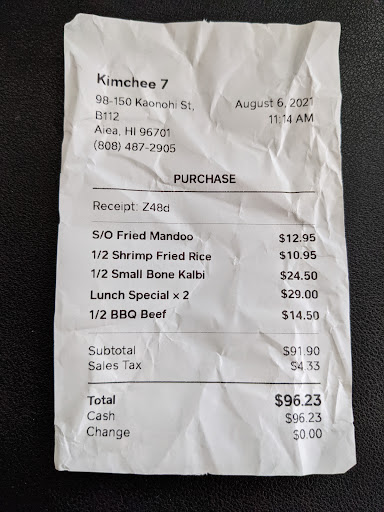 Kimchee 7
98-150 Kaonohi St, August 6, 2021
B112 11:14 AM
Aiea, HI 96701
(808) 487-2905
PURCHASE
Receipt: Z48d
S/O Fried Mandoo $12.95
1/2 Shrimp Fried Rice $10.95
1/2 Small Bone Kalbi $24.50
Lunch Special × 2 $29.00
1/2 BBQ Beef $14.50
Subtotal $91.90
Sales Tax $4.33
Total $96.23
Cash $96.23
Change $0.00